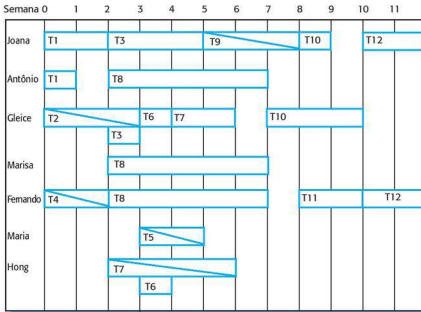 Semana 0 1 2 3 4 5 6 7 8 9 10 11
Joana T1 T3 T9 T10 T12
Antônio T1 T8
Gleice T2 T6 T7 T10
T3
Marisa T8
Fernando T4 T8 T11 T12
Maria T5
Hong T7
T6